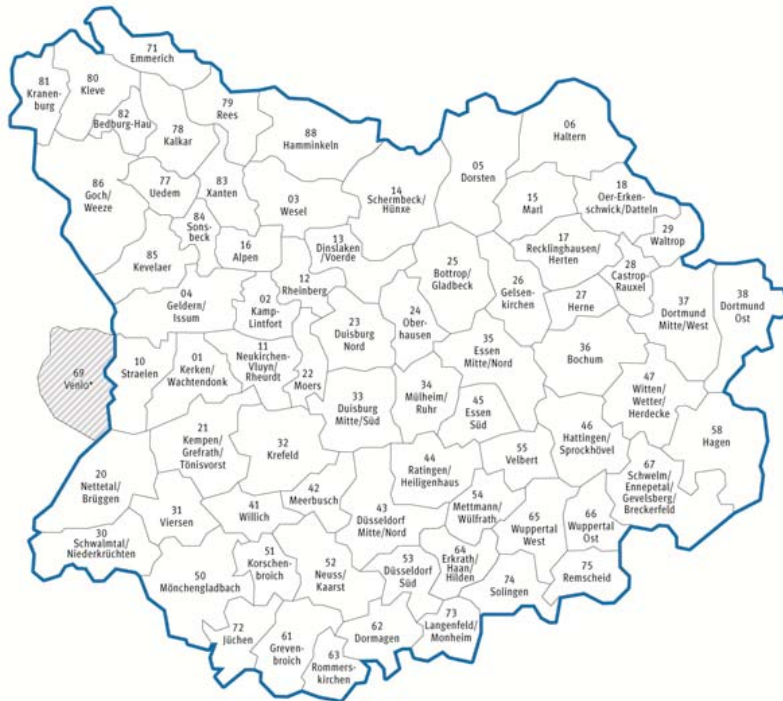 71
Emmerich
81
Kranen-
burg
80
Kleve
82
Bedburg-Hau
79
Rees
78
Kalkar
88
Hamminkeln
06
Haltern
05
Dorsten
86
Goch/
Weeze
77
Uedem
83
Xanten
03
Wesel
14
Schermbeck/
Hünxe
15
Marl
18
Oer-Erken-
schwick/Datteln
84
Sons-
beck
85
Kevelaer
16
Alpen
13
Dinslaken
/Voerde
17
Recklinghausen/
Herten
29
Waltrop
25
Bottrop/
Gladbeck
26
Gelsen-
kirchen
28
Castrop-
Rauxel
04
Geldern/
Issum
02
Kamp-
Lintfort
12
Rheinberg
27
Herne
37
Dortmund
Mitte/West
38
Dortmund
Ost
23
Duisburg
Nord
24
Ober-
hausen
35
Essen
Mitte/Nord
36
Bochum
69
Venlo*
10
Straelen
01
Kerken/
Wachtendonk
11
Neukirchen-
Vluyn/
Rheurdt
22
Moers
33
Duisburg
Mitte/Süd
34
Mülheim/
Ruhr
45
Essen
Süd
47
Witten/
Wetter/
Herdecke
21
Kempen/
Grefrath/
Tönisvorst
32
Krefeld
46
Hattingen/
Sprockhövel
58
Hagen
20
Nettetal/
Brüggen
44
Ratingen/
Heiligenhaus
55
Velbert
67
Schwelm/
Ennepetal/
Gevelsberg/
Breckerfeld
31
Viersen
41
Willich
42
Meerbusch
43
Düsseldorf
Mitte/Nord
54
Mettmann/
Wülfrath
65
Wuppertal
West
66
Wuppertal
Ost
30
Schwalmtal/
Niederkrüchten
50
Mönchengladbach
51
Korschen-
broich
52
Neuss/
Kaarst
53
Düsseldorf
Süd
64
Erkrath/
Haan/
Hilden
74
Solingen
75
Remscheid
72
Jüchen
61
Greven-
broich
63
Rommers-
kirchen
62
Dormagen
73
Langenfeld/
Monheim